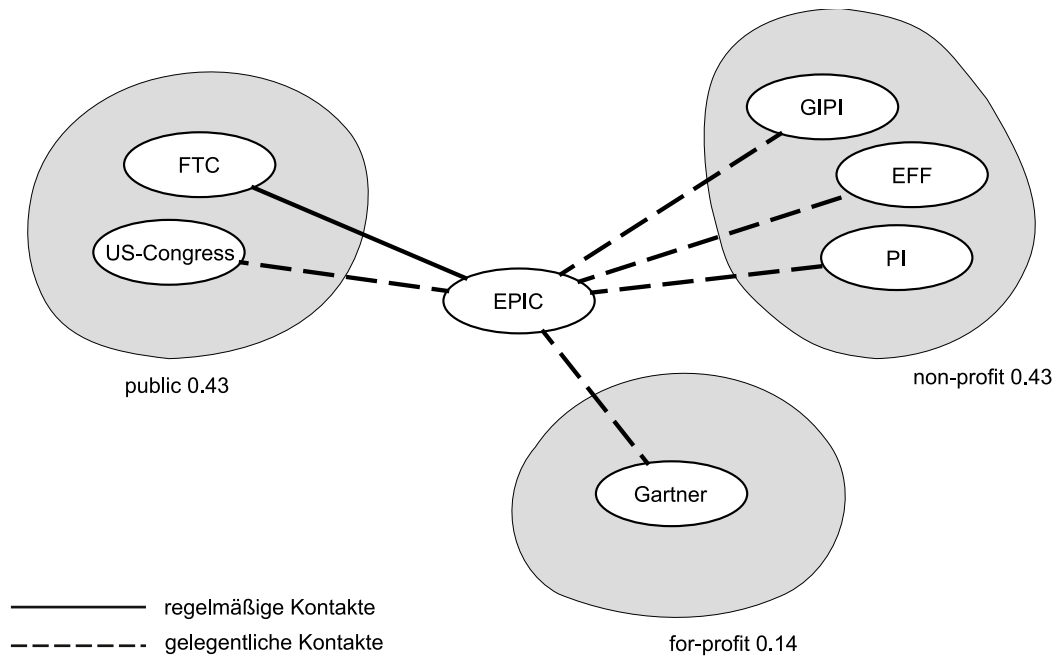 GIPI
FTC
EFF
US-Congress
PI
EPIC
public 0.43
non-profit 0.43
Gartner
regelmäßige Kontakte
gelegentliche Kontakte
for-profit 0.14